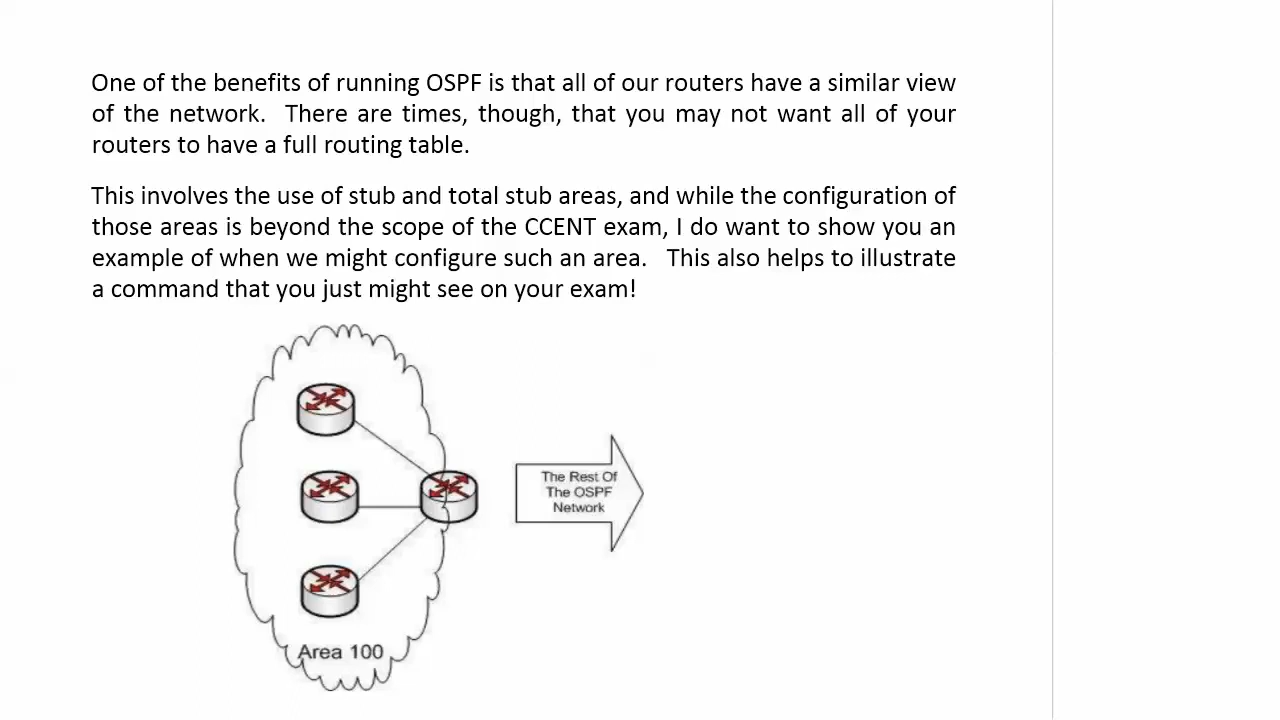 One of the benefits of running OSPF is that all of our routers have a similar view
of the network.  There are times, though, that you may not want all of your
routers to have a full routing table.
This involves the use of stub and total stub areas, and while the configuration of
those areas is beyond the scope of the CCENT exam, I do want to show you an
example of when we might configure such an area.   This also helps to illustrate
a command that you just might see on your exam!
The Rest Of
The OSPF
Network
Area 100